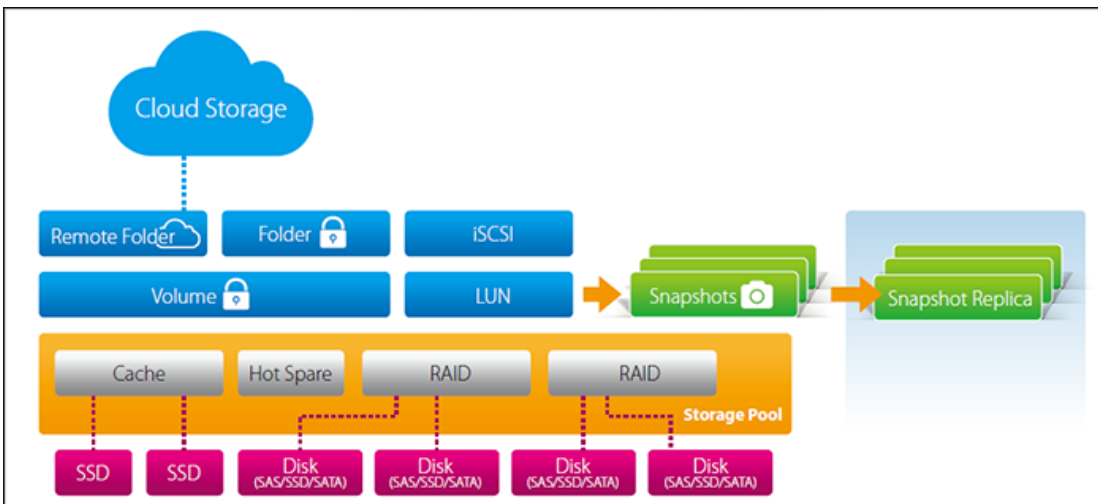 Cloud Storage
Remote Folder
Folder
iSCSI
Volume
LUN
Snapshots
Snapshot Replica
Cache
Hot Spare
RAID
RAID
Storage Pool
SSD
SSD
Disk
(SAS/SSD/SATA)
Disk
(SAS/SSD/SATA)
Disk
(SAS/SSD/SATA)
Disk
(SAS/SSD/SATA)